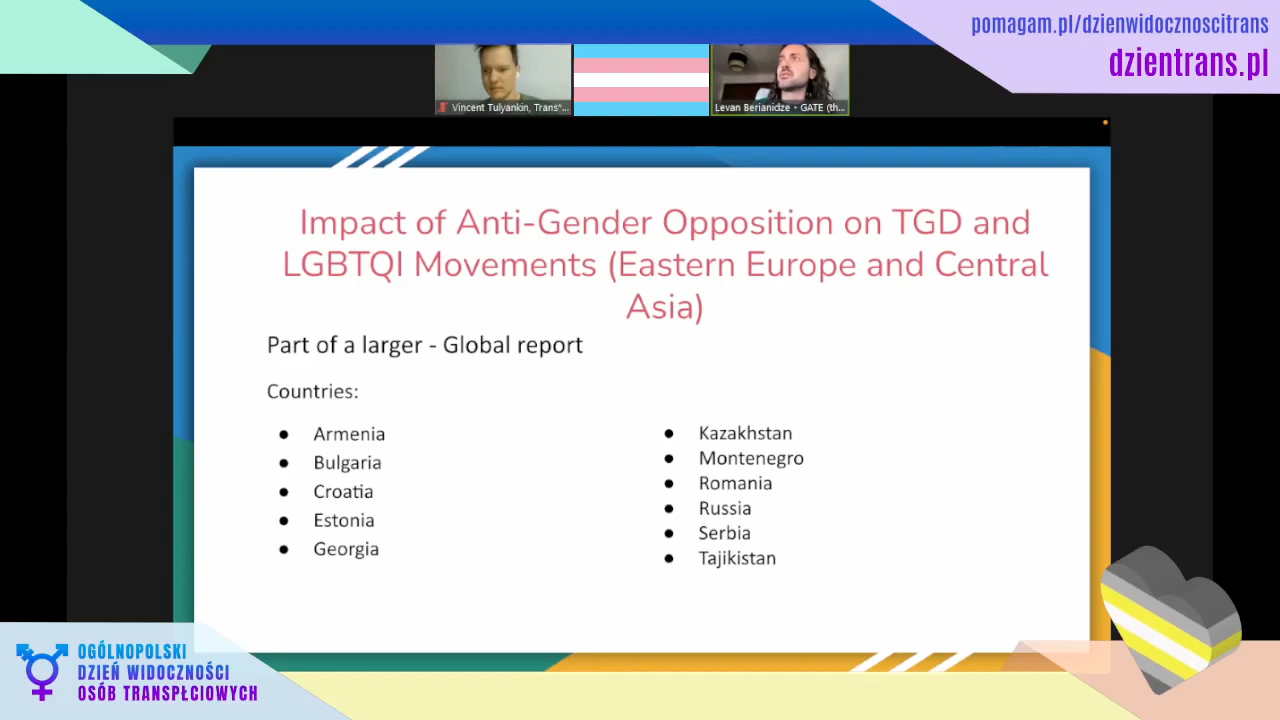 pomagam.pl/dzienwidocznoscitrans
dzientrans.pl
Vincent Tulyankin, Trans*...
Levan Berianidze - GATE (th...
Impact of Anti-Gender Opposition on TGD and
LGBTQI Movements (Eastern Europe and Central
Asia)
Part of a larger - Global report
Countries:
● Armenia
● Bulgaria
● Croatia
● Estonia
● Georgia
● Kazakhstan
● Montenegro
● Romania
● Russia
● Serbia
● Tajikistan
OGÓLNOPOLSKI
DZIEŃ WIDOCZNOŚCI
OSÓB TRANSPŁCIOWYCH